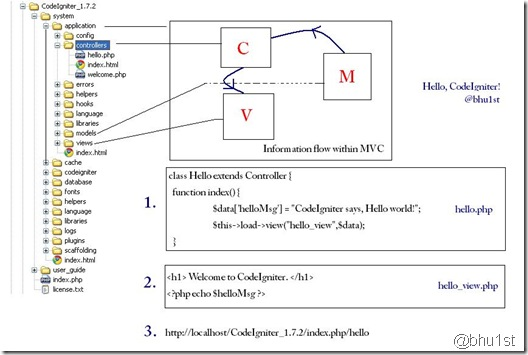 CodeIgniter_1.7.2
system
application
config
controllers
hello.php
index.html
welcome.php
errors
helpers
hooks
language
libraries
models
views
index.html
cache
codeigniter
database
fonts
helpers
language
libraries
logs
plugins
scaffolding
index.html
user_guide
index.php
license.txt
C
M
V
Information flow within MVC
Hello, CodeIgniter!
@bhu1st
1.
class Hello extends Controller {
function index() {
$data['helloMsg'] = "CodeIgniter says, Hello world!";
$this->load->view("hello_view",$data);
}
hello.php
2.
<h1> Welcome to CodeIgniter. </h1>
<?php echo $helloMsg ?>
hello_view.php
3. http://localhost/CodeIgniter_1.7.2/index.php/hello
@bhu1st